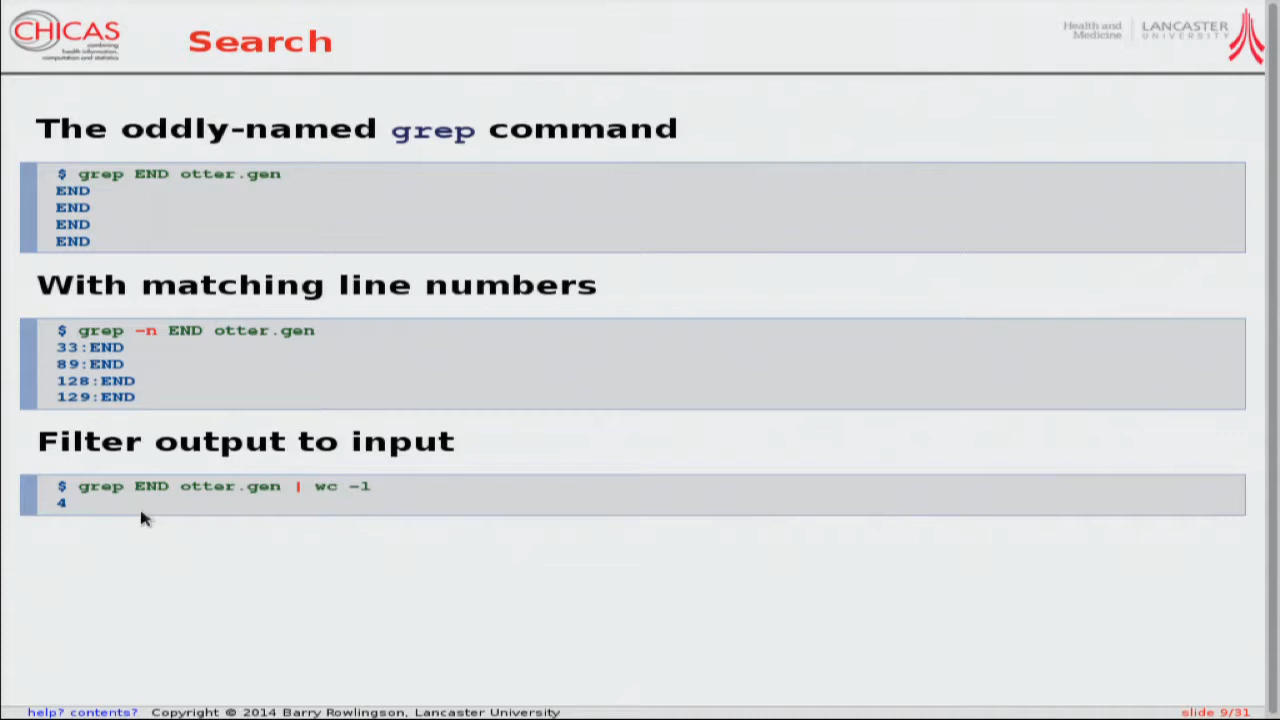 CHICAS
combining
health information,
computation and statistics
Search
Health and
Medicine
LANCASTER
UNIVERSITY
The oddly-named grep command
$ grep END otter.gen
END
END
END
END
With matching line numbers
$ grep -n END otter.gen
33:END
89:END
128:END
129:END
Filter output to input
$ grep END otter.gen | wc -l
4
help? contents? Copyright © 2014 Barry Rowlingson, Lancaster University
slide 9/31